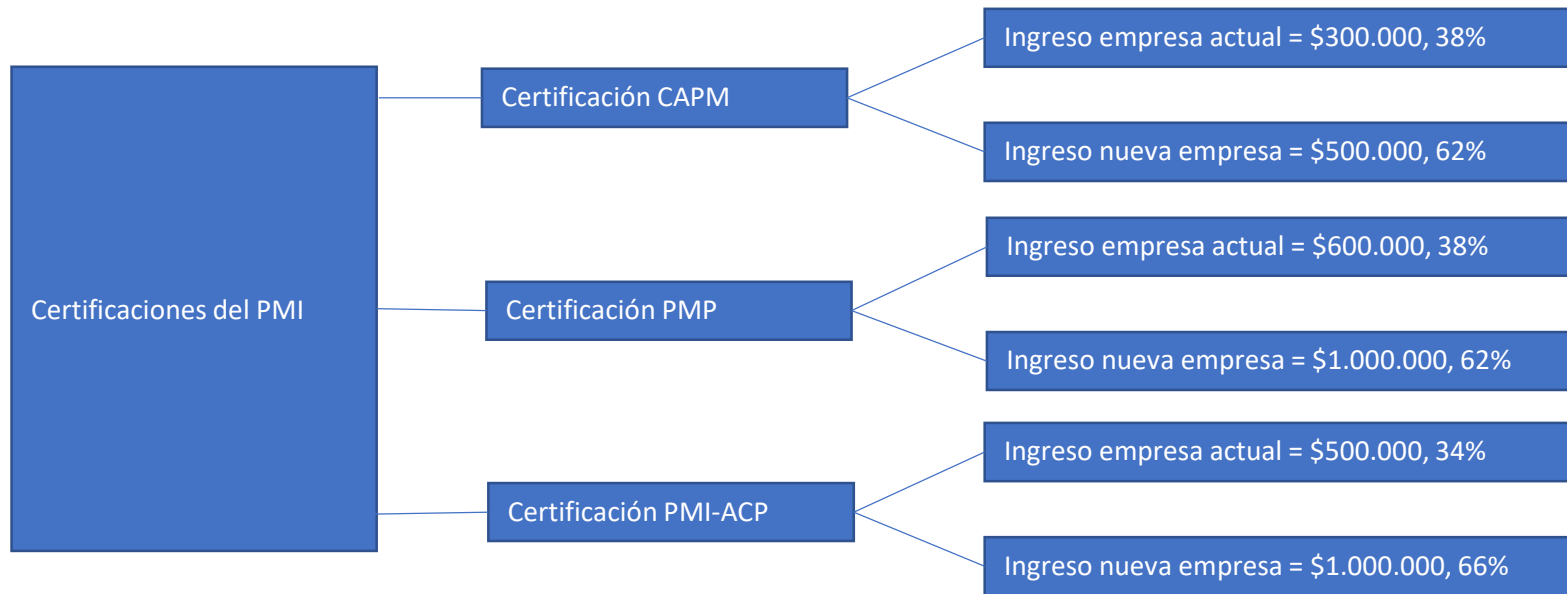 Certificaciones del PMI
Certificación CAPM
Ingreso empresa actual = $300.000, 38%
Ingreso nueva empresa = $500.000, 62%
Certificación PMP
Ingreso empresa actual = $600.000, 38%
Ingreso nueva empresa = $1.000.000, 62%
Certificación PMI-ACP
Ingreso empresa actual = $500.000, 34%
Ingreso nueva empresa = $1.000.000, 66%